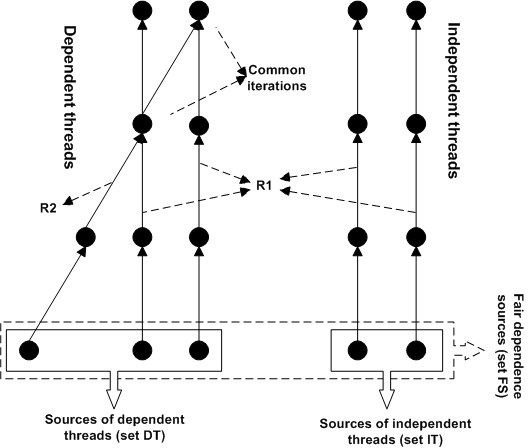 Dependent threads
Independent threads
Common
iterations
R1
R2
Fair dependence
sources (set FS)
Sources of dependent
threads (set DT)
Sources of independent
threads (set IT)